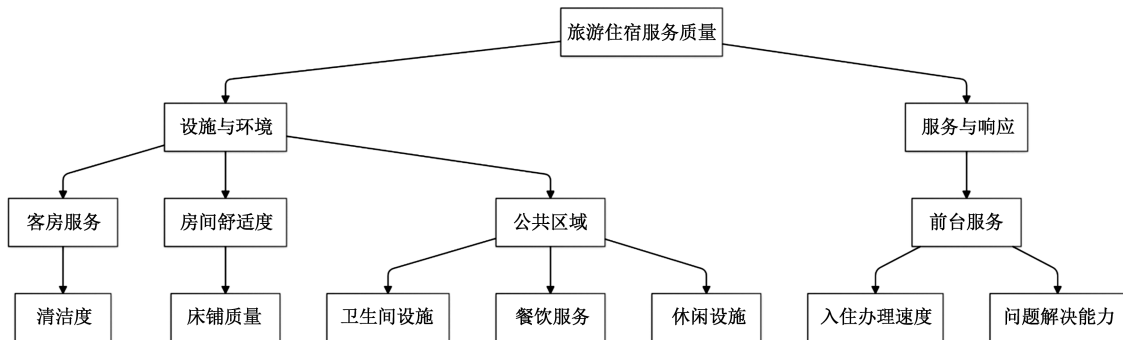 旅游住宿服务质量
设施与环境
服务与响应
客房服务
房间舒适度
公共区域
前台服务
清洁度
床铺质量
卫生间设施
餐饮服务
休闲设施
入住办理速度
问题解决能力